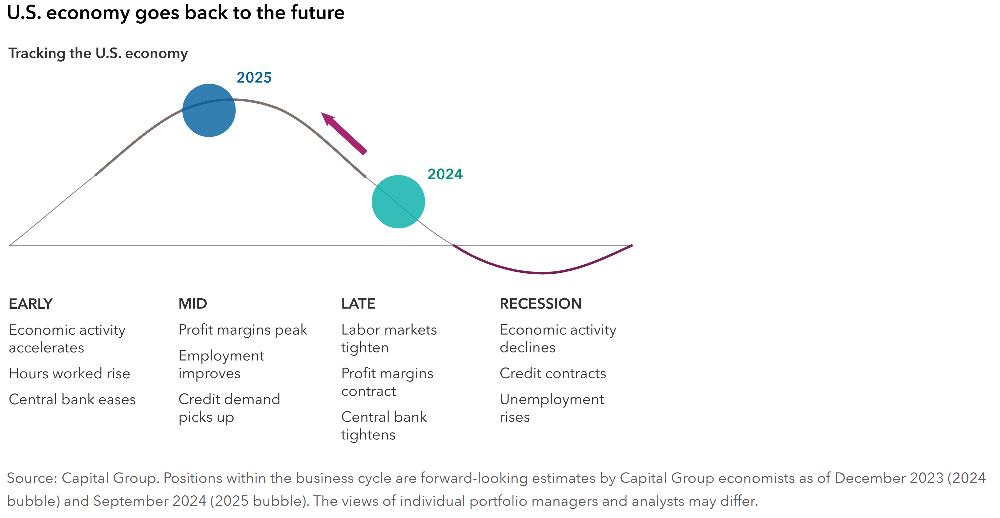 U.S. economy goes back to the future
Tracking the U.S. economy
2025
2024
EARLY
Economic activity
accelerates
Hours worked rise
Central bank eases
MID
Profit margins peak
Employment
improves
Credit demand
picks up
LATE
Labor markets
tighten
Profit margins
contract
Central bank
tightens
RECESSION
Economic activity
declines
Credit contracts
Unemployment
rises
Source: Capital Group. Positions within the business cycle are forward-looking estimates by Capital Group economists as of December 2023 (2024
bubble) and September 2024 (2025 bubble). The views of individual portfolio managers and analysts may differ.